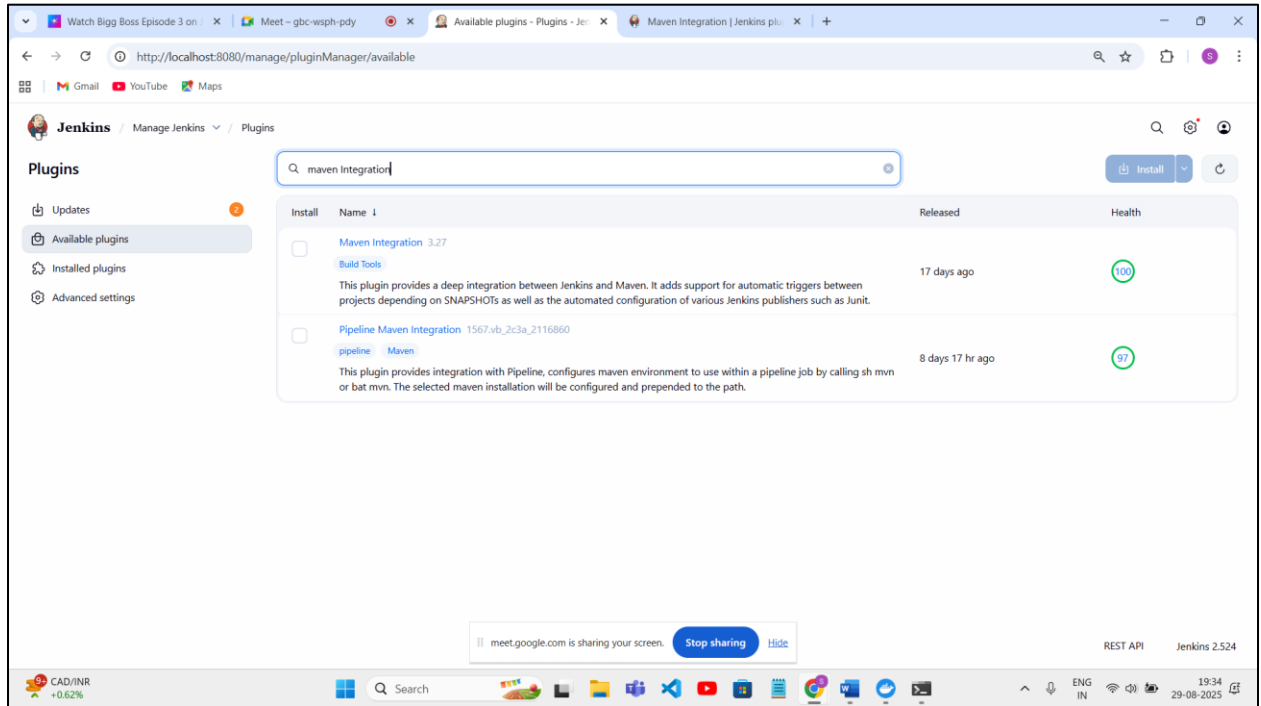 Watch Bigg Boss Episode 3 on
Meet – gbc-wsph-pdy
Available plugins - Plugins - Jen
Maven Integration | Jenkins plu
http://localhost:8080/manage/pluginManager/available
S
Gmail
YouTube
Maps
Jenkins / Manage Jenkins / Plugins
Plugins
maven Integration
Install
Updates
2
Available plugins
Installed plugins
Advanced settings
Install Name ↓ Released Health
Maven Integration 3.27
Build Tools
This plugin provides a deep integration between Jenkins and Maven. It adds support for automatic triggers between
projects depending on SNAPSHOTs as well as the automated configuration of various Jenkins publishers such as Junit.
17 days ago
100
Pipeline Maven Integration 1567.vb_2c3a_2116860
pipeline Maven
This plugin provides integration with Pipeline, configures maven environment to use within a pipeline job by calling sh mvn
or bat mvn. The selected maven installation will be configured and prepended to the path.
8 days 17 hr ago
97
meet.google.com is sharing your screen.
Stop sharing
Hide
REST API
Jenkins 2.524
9+
CAD/INR
+0.62%
Search
ENG
IN
19:34
29-08-2025